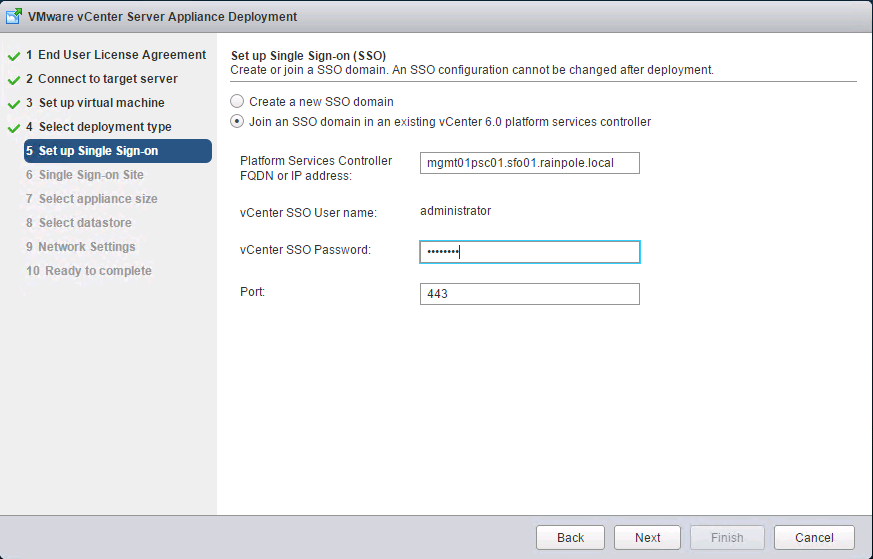 VMware vCenter Server Appliance Deployment
1 End User License Agreement
2 Connect to target server
3 Set up virtual machine
4 Select deployment type
5 Set up Single Sign-on
6 Single Sign-on Site
7 Select appliance size
8 Select datastore
9 Network Settings
10 Ready to complete
Set up Single Sign-on (SSO)
Create or join a SSO domain. An SSO configuration cannot be changed after deployment.
Create a new SSO domain
Join an SSO domain in an existing vCenter 6.0 platform services controller
Platform Services Controller
FQDN or IP address:
mgmt01psc01.sfo01.rainpole.local
vCenter SSO User name:
administrator
vCenter SSO Password:
••••••••
Port:
443
Back
Next
Finish
Cancel